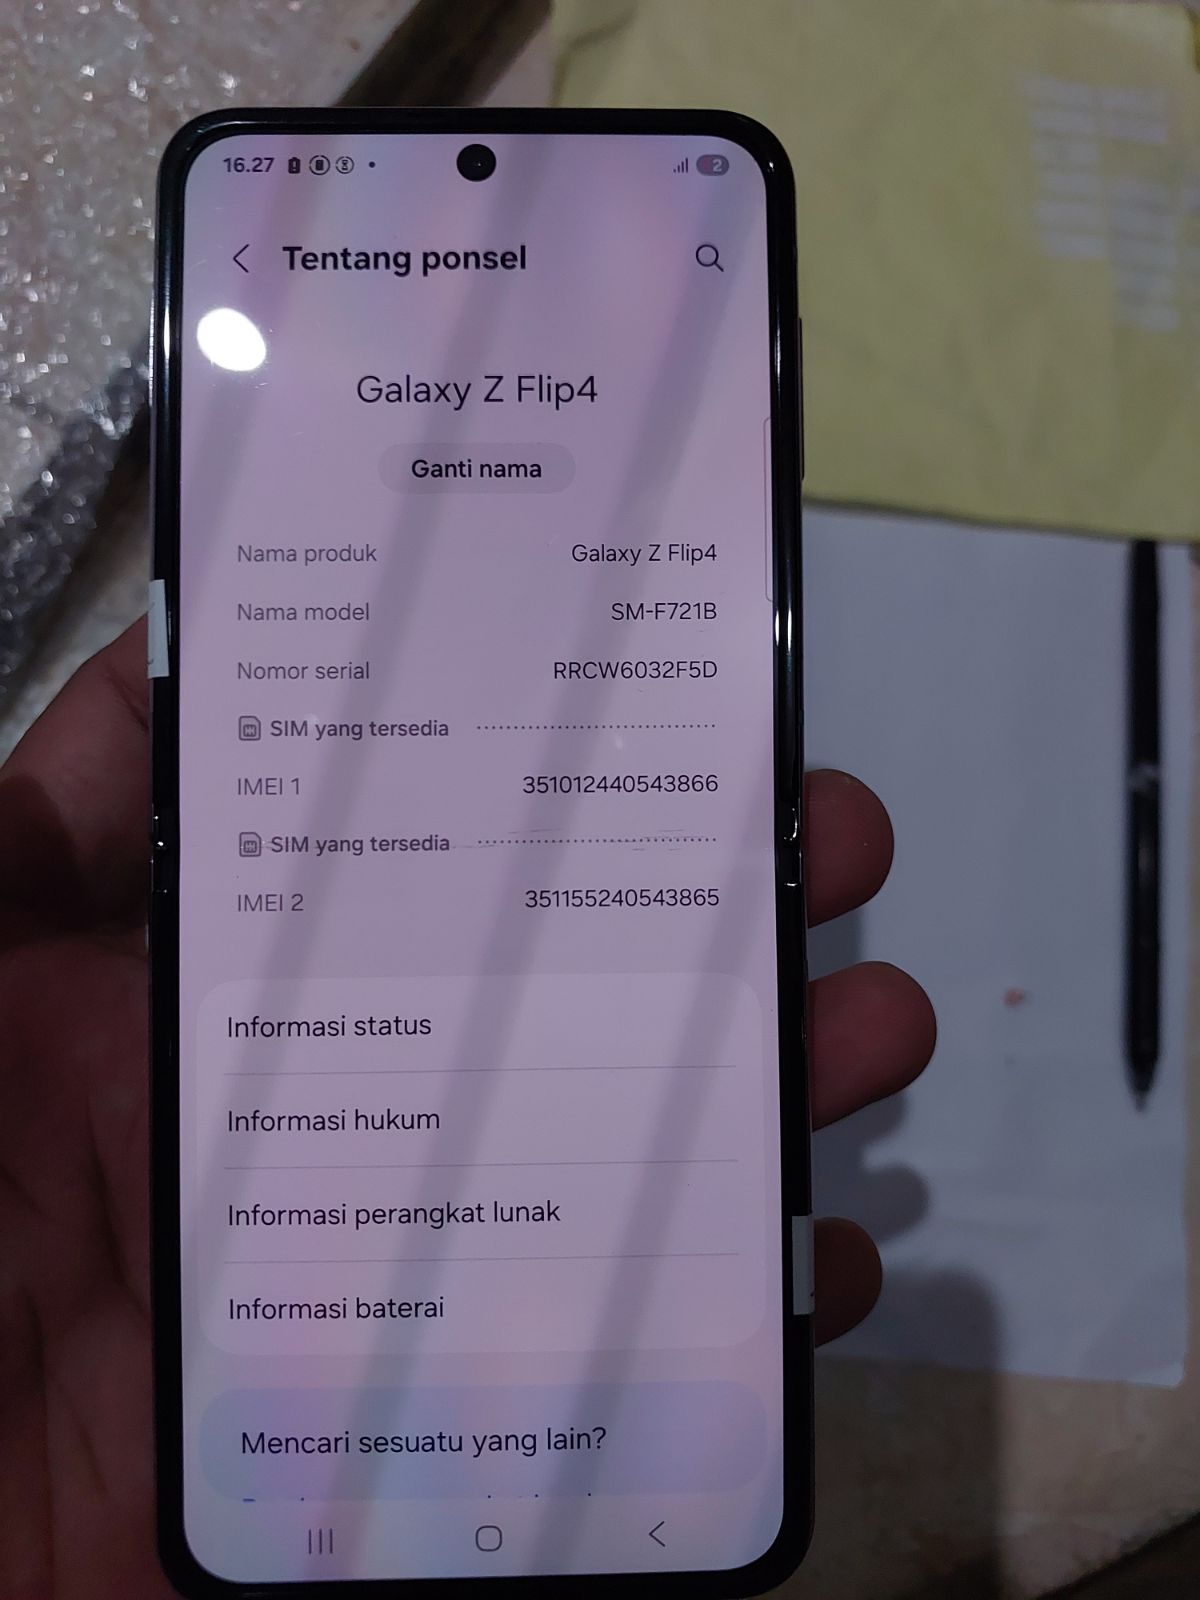 16.27
2
Tentang ponsel
Galaxy Z Flip4
Ganti nama
Nama produk Galaxy Z Flip4
Nama model SM-F721B
Nomor serial RRCW6032F5D
SIM yang tersedia
IMEI 1 351012440543866
SIM yang tersedia
IMEI 2 351155240543865
Informasi status
Informasi hukum
Informasi perangkat lunak
Informasi baterai
Mencari sesuatu yang lain?